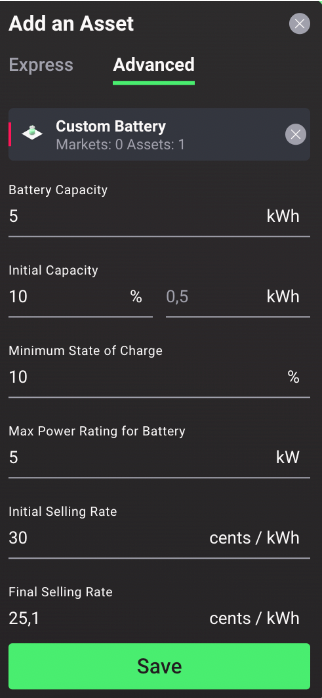 Add an Asset
Express Advanced
Custom Battery
Markets: 0 Assets: 1
Battery Capacity
5 kWh
Initial Capacity
10 % 0,5 kWh
Minimum State of Charge
10 %
Max Power Rating for Battery
5 kW
Initial Selling Rate
30 cents / kWh
Final Selling Rate
25,1 cents / kWh
Save